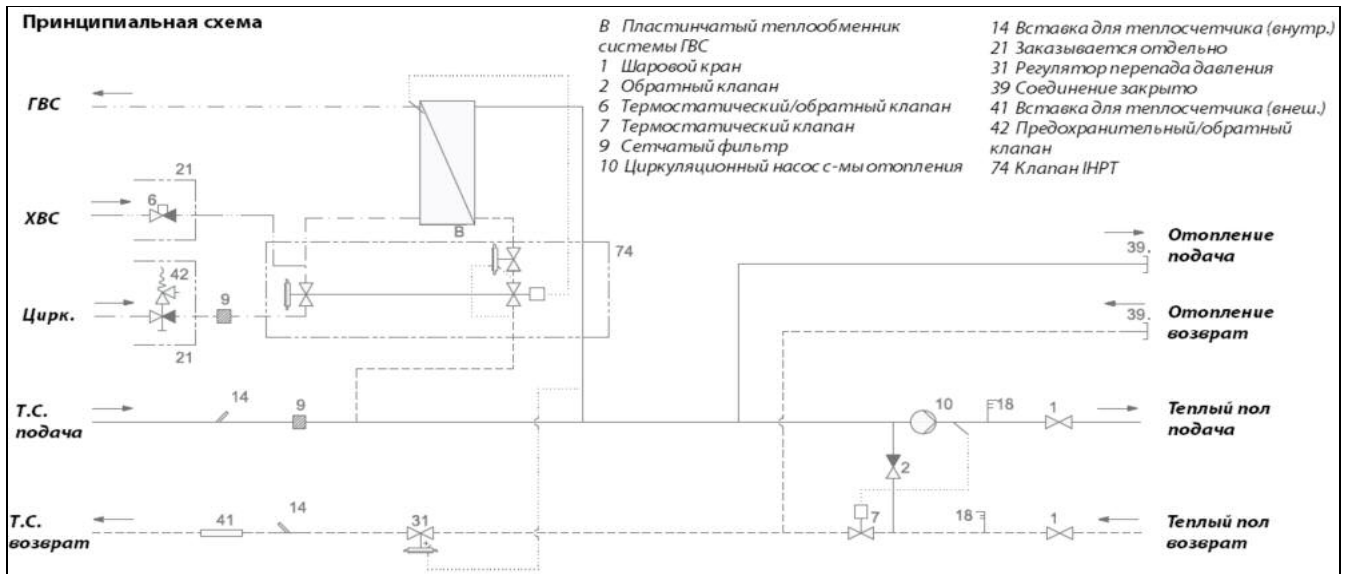 Принципиальная схема
В Пластинчатый теплообменник
системы ГВС
1 Шаровой кран
2 Обратный клапан
6 Термостатический/обратный клапан
7 Термостатический клапан
9 Сетчатый фильтр
10 Циркуляционный насос с-мы отопления
14 Вставка для теплосчетчика (внутр.)
21 Заказывается отдельно
31 Регулятор перепада давления
39 Соединение закрыто
41 Вставка для теплосчетчика (внеш.)
42 Предохранительный/обратный
клапан
74 Клапан IHPT
ГВС
21
6
ХВС
B
74
42
9
Цирк.
21
39.
Отопление
подача
39.
Отопление
возврат
Т.С.
подача
14
9
10
18
1
Теплый пол
подача
2
Т.С.
возврат
41
14
31
7
18
1
Теплый пол
возврат